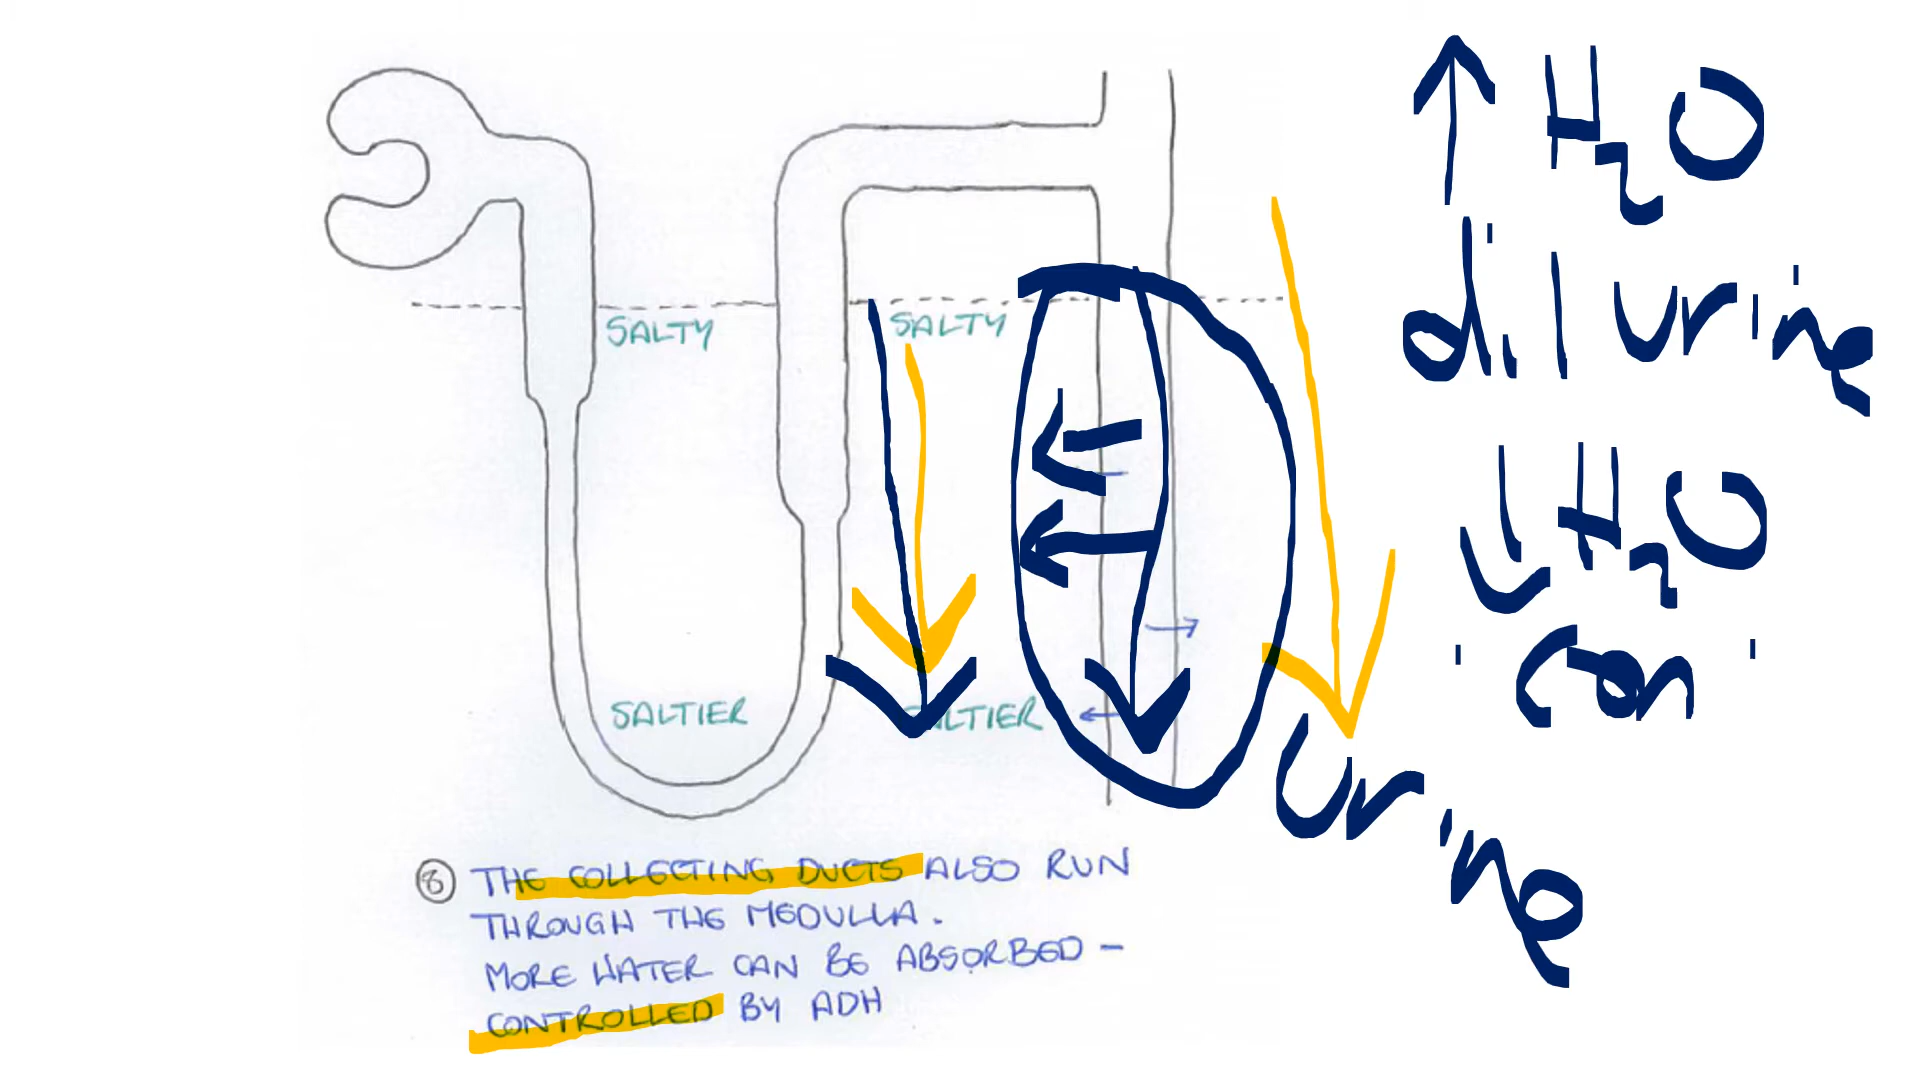 ↑ H₂O
dil urine
SALTY
SALTY
↓ H₂O
'con'
SALTIER
SALTIER
urine
⑧ THE COLLECTING DUCTS ALSO RUN
THROUGH THE MEDULLA.
MORE WATER CAN BE ABSORBED –
CONTROLLED BY ADH